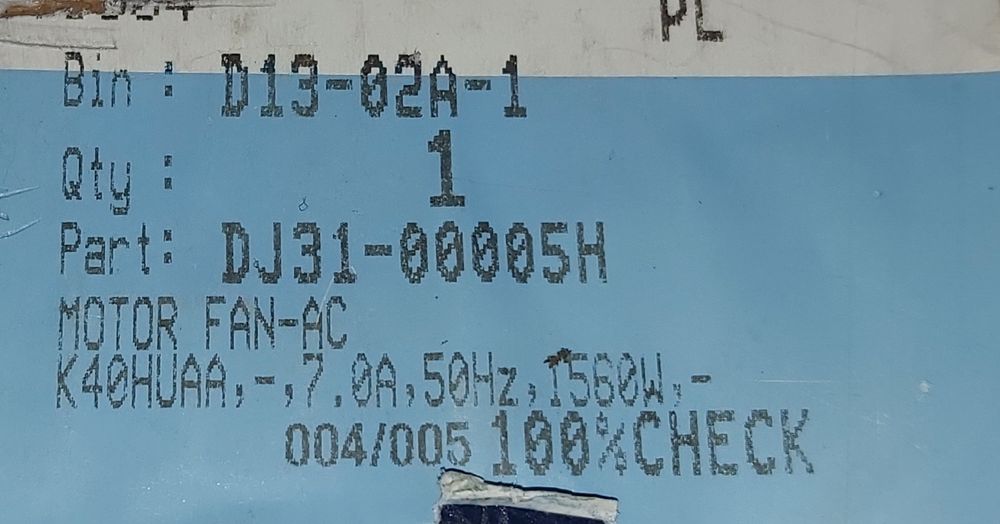 PL
Bin : D13-02A-1
Qty : 1
Part: DJ31-00005H
MOTOR FAN-AC
K40HUAA,-,7.0A,50Hz,1560W,-
004/005 100%CHECK